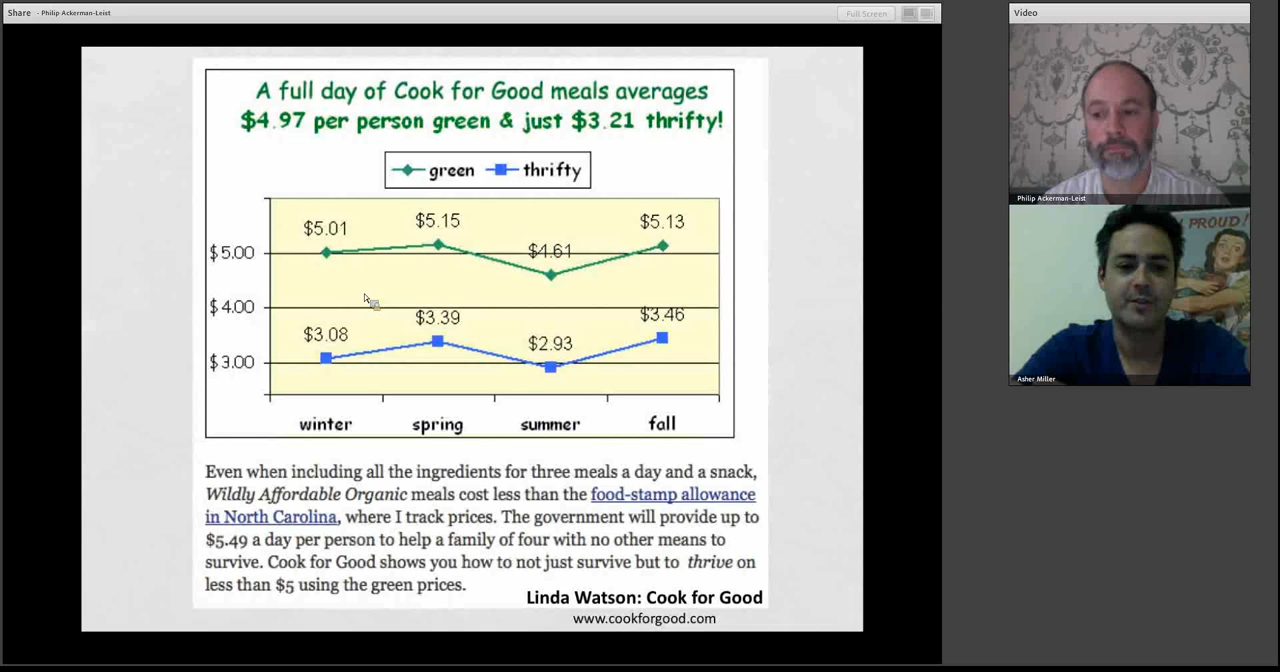 Share - Philip Ackerman-Leist
Full Screen
Video
A full day of Cook for Good meals averages
$4.97 per person green & just $3.21 thrifty!
green thrifty
$5.01
$5.15
$4.61
$5.13
$5.00
$4.00
$3.08
$3.39
$2.93
$3.46
$3.00
winter spring summer fall
Even when including all the ingredients for three meals a day and a snack,
Wildly Affordable Organic meals cost less than the food-stamp allowance
in North Carolina, where I track prices. The government will provide up to
$5.49 a day per person to help a family of four with no other means to
survive. Cook for Good shows you how to not just survive but to thrive on
less than $5 using the green prices.
Linda Watson: Cook for Good
www.cookforgood.com
Philip Ackerman-Leist
PROUD!
Asher Miller